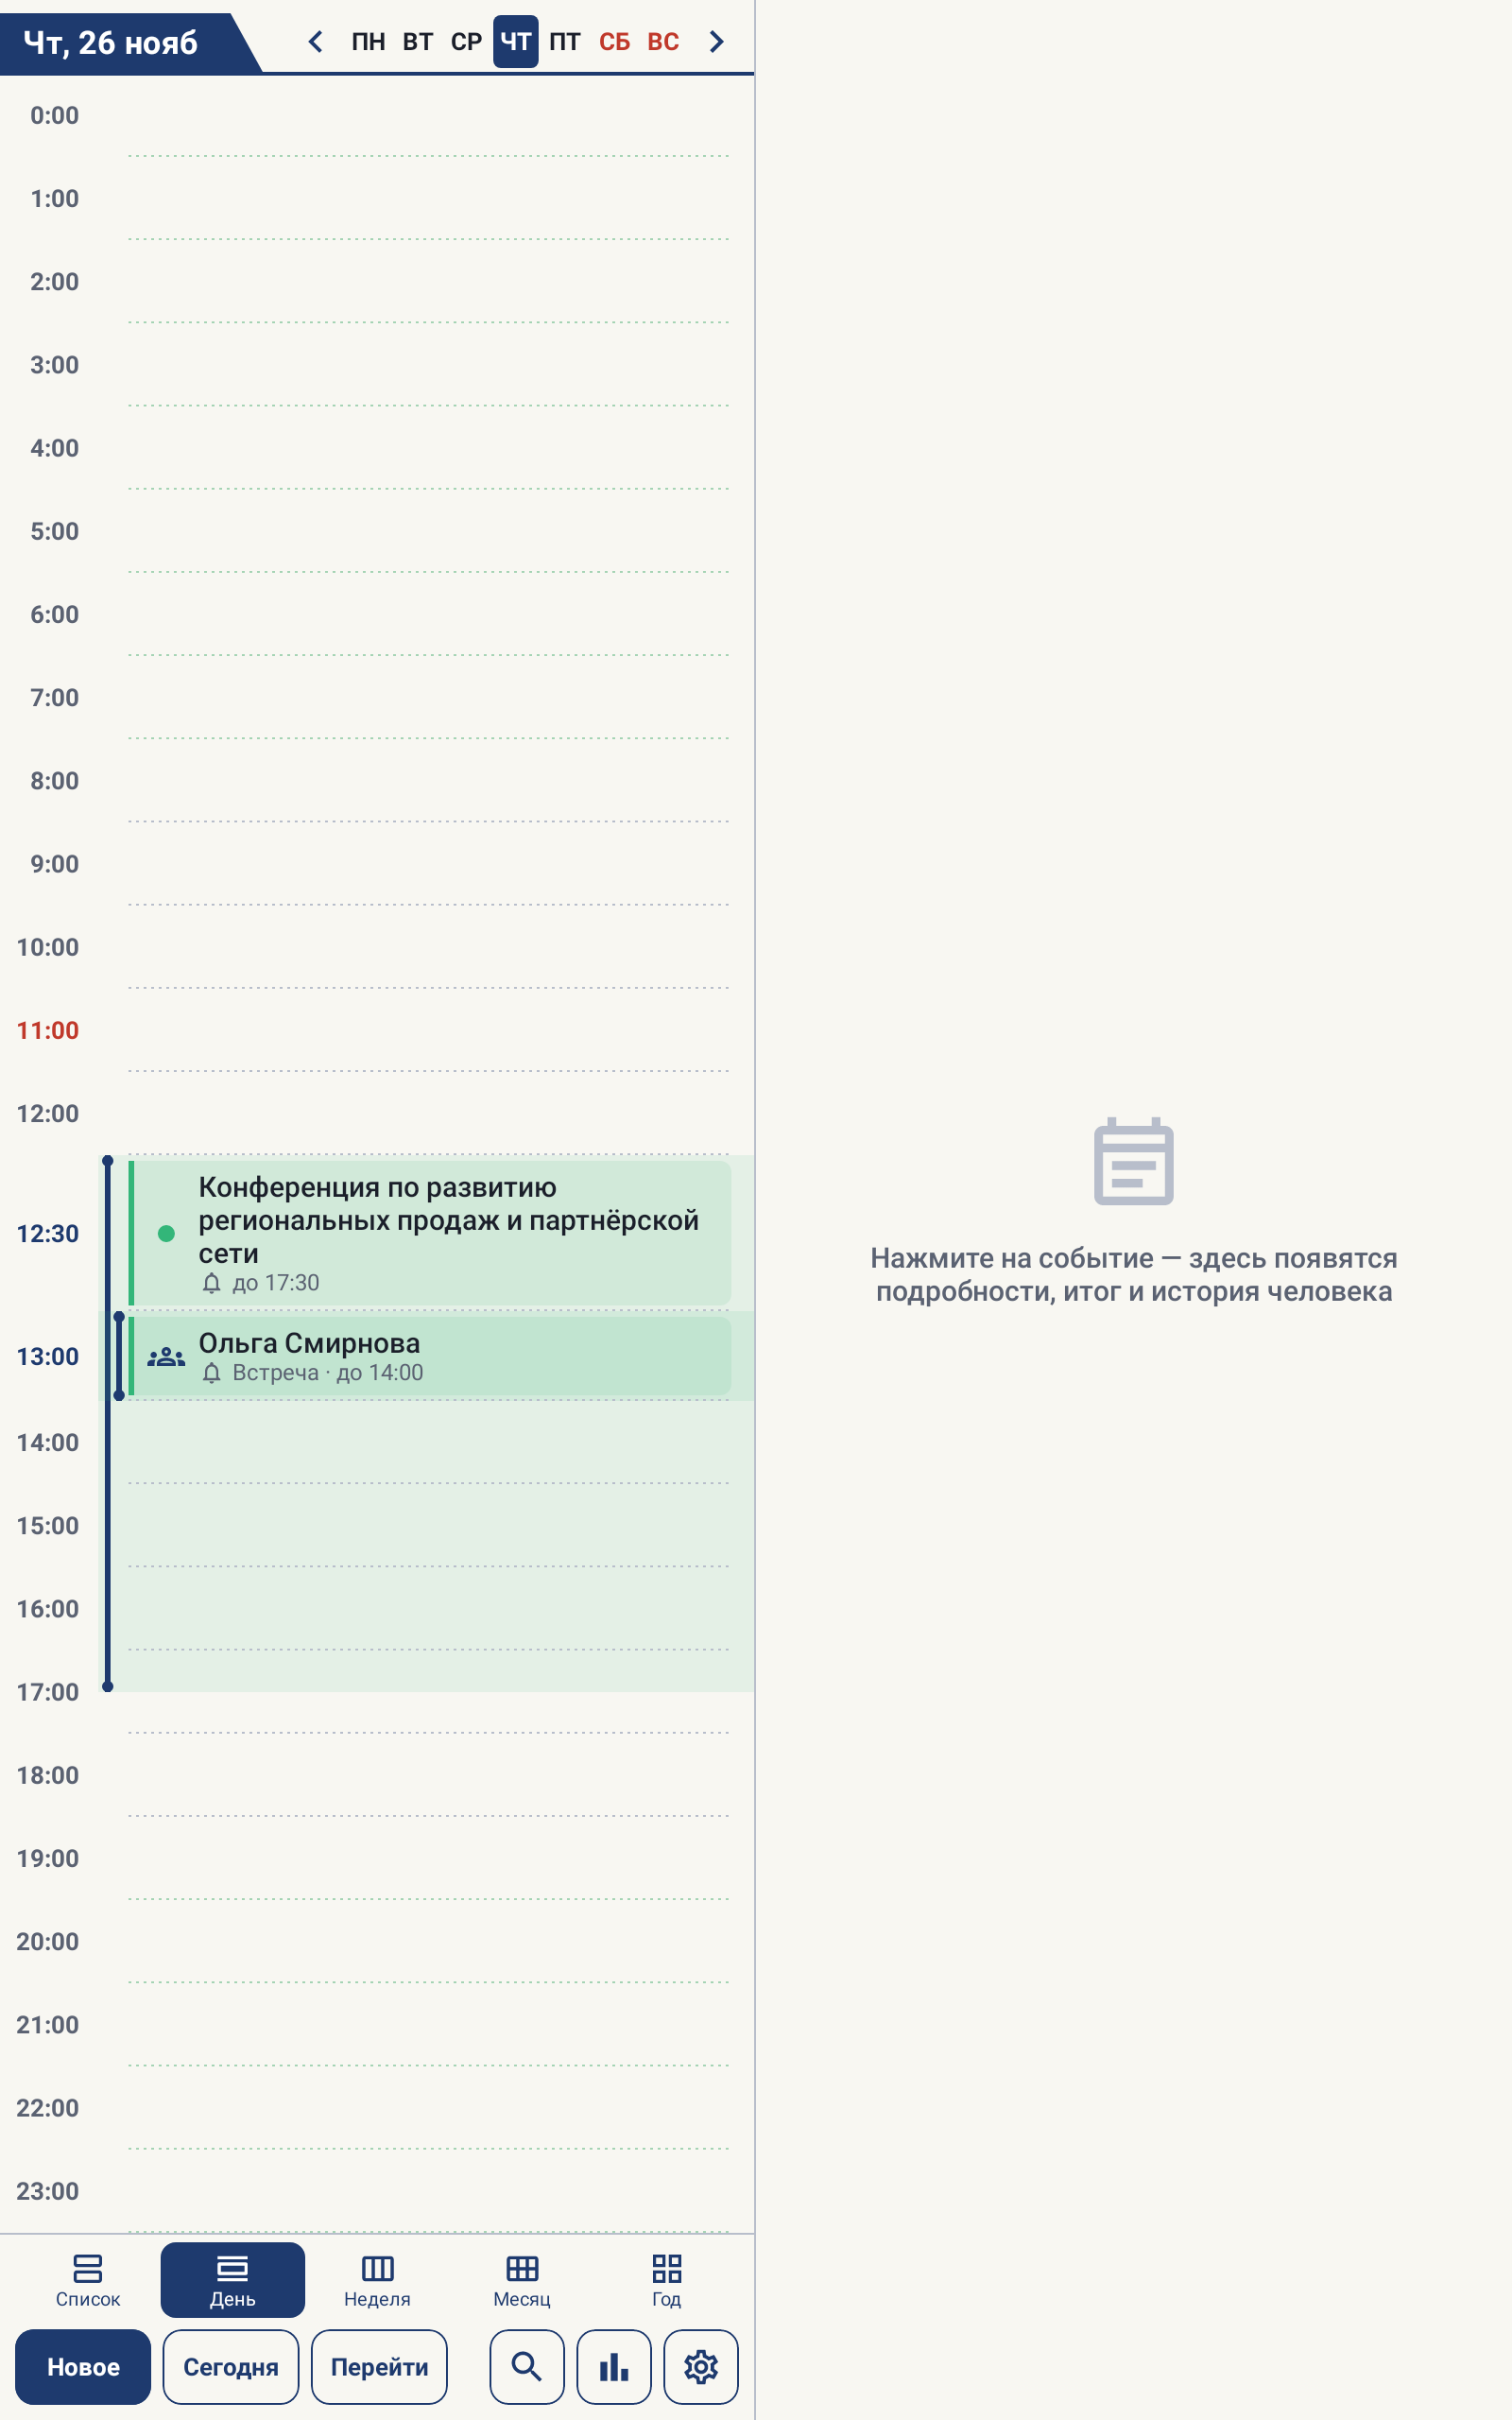 Чт, 26 нояб
ПН ВТ СР ЧТ ПТ СБ ВС
0:00
1:00
2:00
3:00
4:00
5:00
6:00
7:00
8:00
9:00
10:00
11:00
12:00
12:30
Конференция по развитию
региональных продаж и партнёрской
сети
до 17:30
13:00
Ольга Смирнова
Встреча · до 14:00
14:00
15:00
16:00
17:00
18:00
19:00
20:00
21:00
22:00
23:00
Список День Неделя Месяц Год
Новое Сегодня Перейти
Нажмите на событие — здесь появятся
подробности, итог и история человека